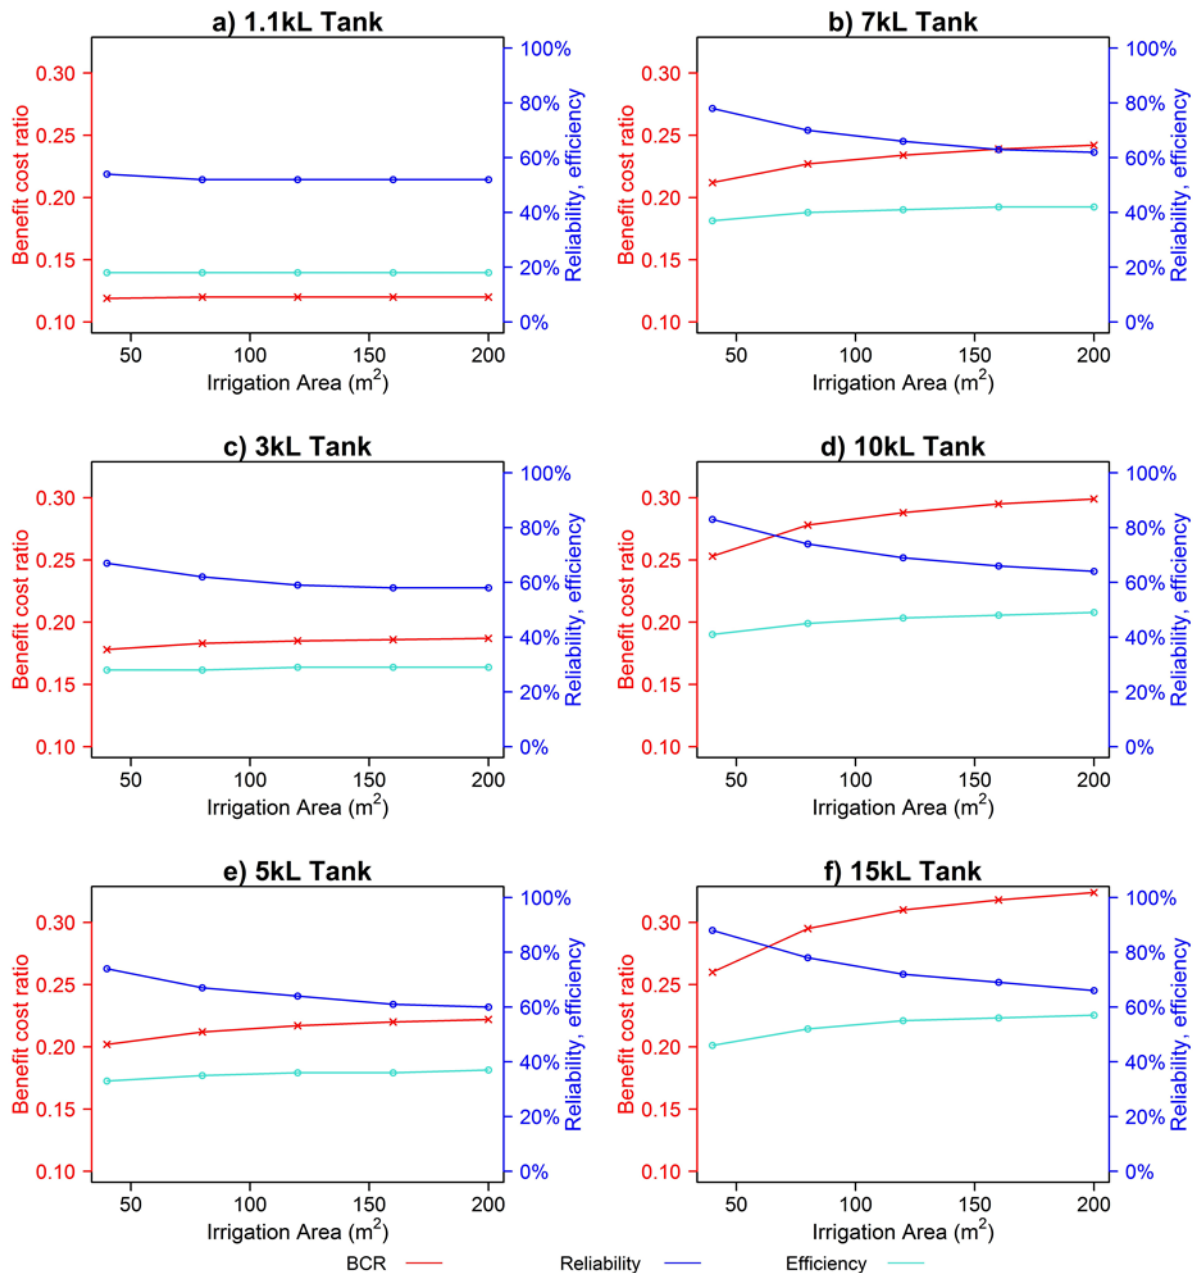 a) 1.1kL Tank
0.30
0.25
0.20
0.15
0.10
Benefit cost ratio
100%
80%
60%
40%
20%
0%
Reliability, efficiency
50 100 150 200
Irrigation Area (m²)
b) 7kL Tank
0.30
0.25
0.20
0.15
0.10
Benefit cost ratio
100%
80%
60%
40%
20%
0%
Reliability, efficiency
50 100 150 200
Irrigation Area (m²)
c) 3kL Tank
0.30
0.25
0.20
0.15
0.10
Benefit cost ratio
100%
80%
60%
40%
20%
0%
Reliability, efficiency
50 100 150 200
Irrigation Area (m²)
d) 10kL Tank
0.30
0.25
0.20
0.15
0.10
Benefit cost ratio
100%
80%
60%
40%
20%
0%
Reliability, efficiency
50 100 150 200
Irrigation Area (m²)
e) 5kL Tank
0.30
0.25
0.20
0.15
0.10
Benefit cost ratio
100%
80%
60%
40%
20%
0%
Reliability, efficiency
50 100 150 200
Irrigation Area (m²)
f) 15kL Tank
0.30
0.25
0.20
0.15
0.10
Benefit cost ratio
100%
80%
60%
40%
20%
0%
Reliability, efficiency
50 100 150 200
Irrigation Area (m²)
BCR Reliability Efficiency